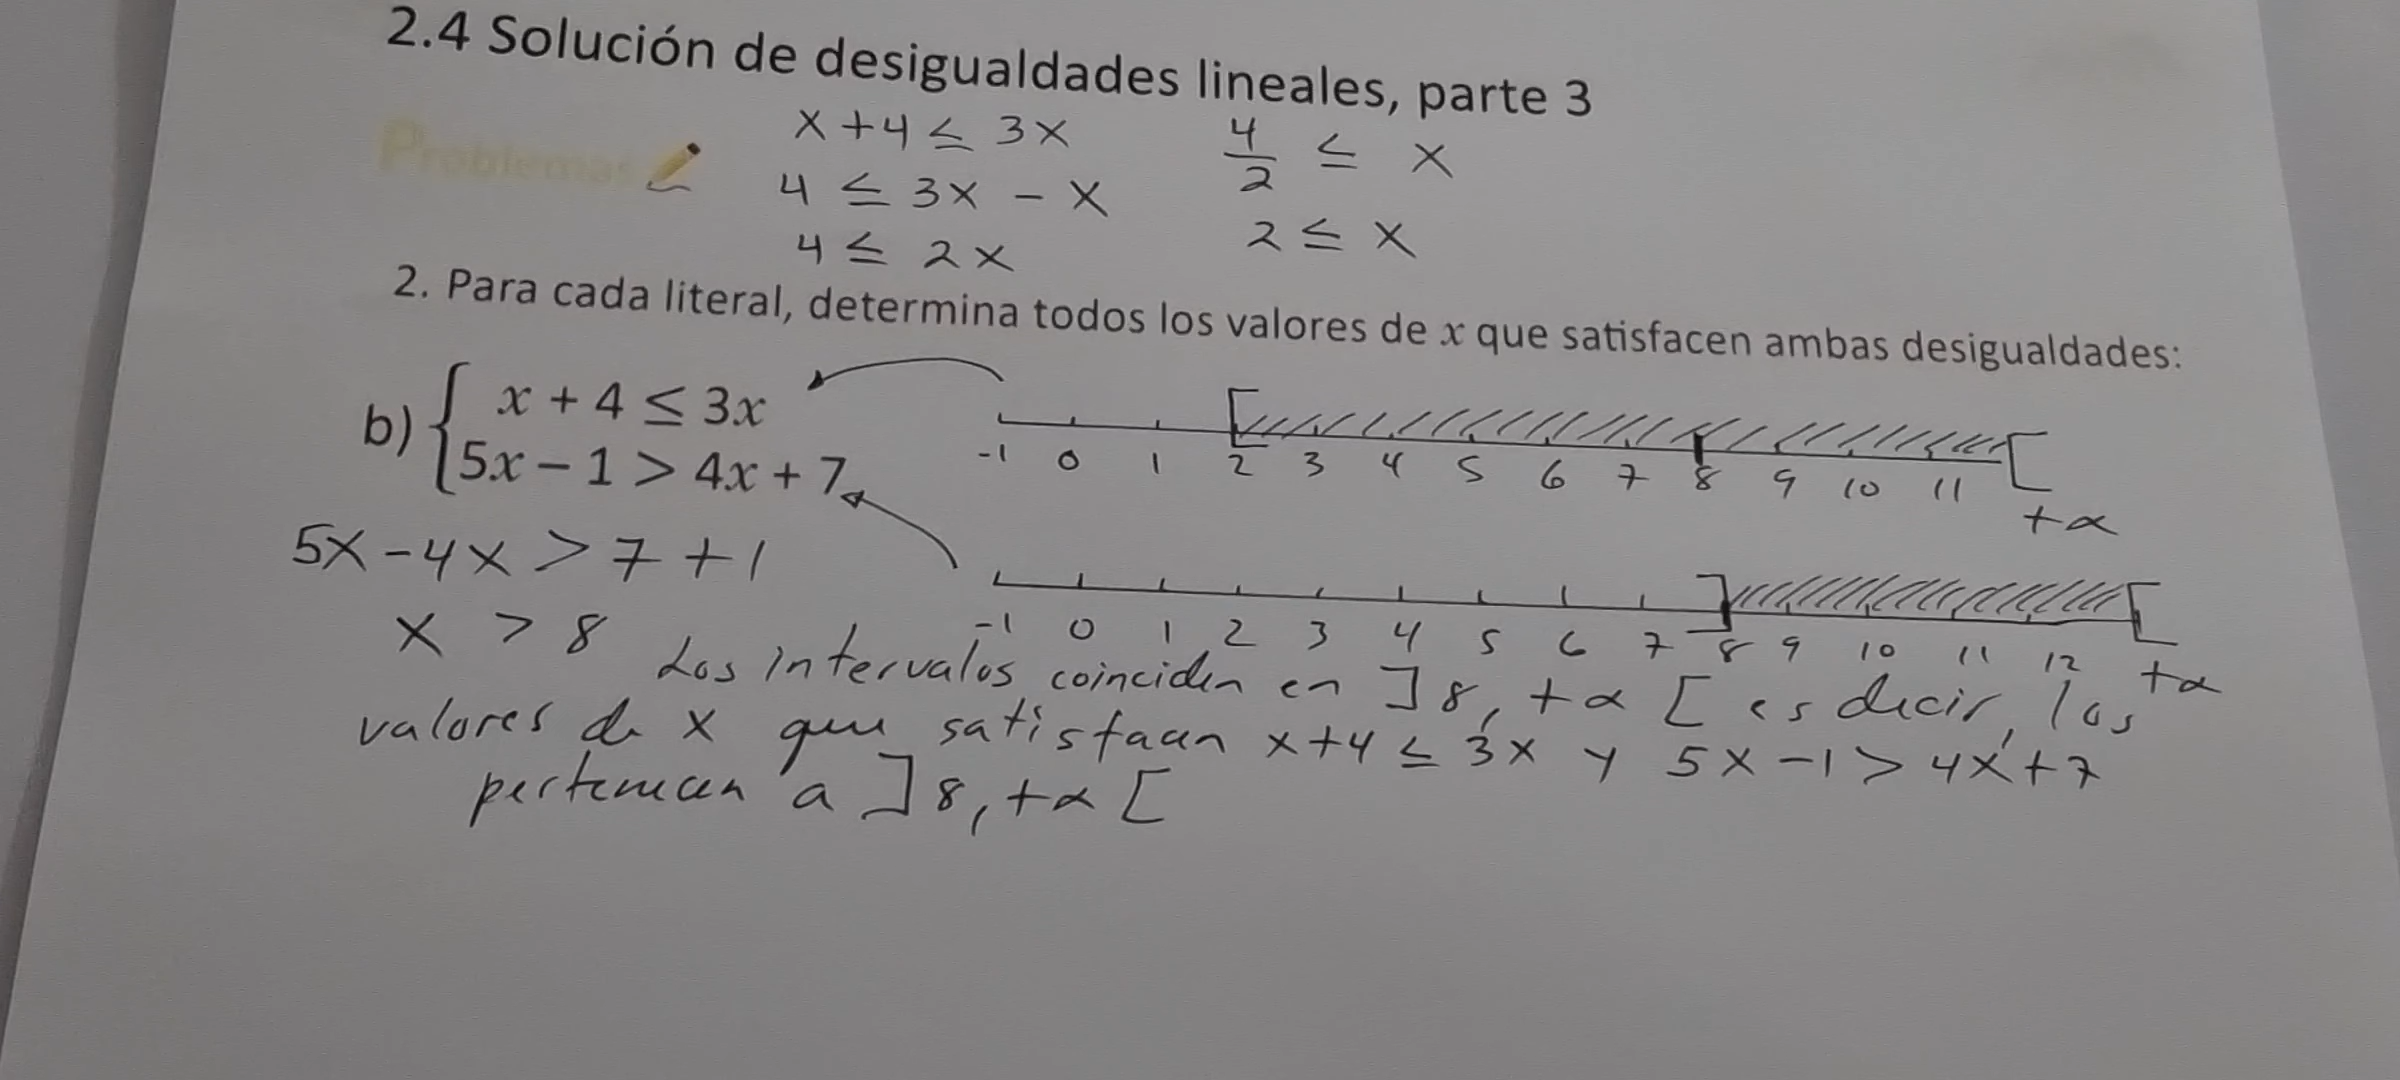 2.4 Solución de desigualdades lineales, parte 3
Problemas
x + 4 ≤ 3x
4 ≤ 3x - x
4 ≤ 2x
4/2 ≤ x
2 ≤ x
2. Para cada literal, determina todos los valores de x que satisfacen ambas desigualdades:
b) { x + 4 ≤ 3x
5x – 1 > 4x + 7
-1 0 1 2 3 4 5 6 7 8 9 10 11 +∝
5x - 4x > 7 + 1
x > 8
-1 0 1 2 3 4 5 6 7 8 9 10 11 12 +∝
Los intervalos coinciden en ]8, +∝[ es decir, los
valores de x que satisfacen x+4 ≤ 3x y 5x-1 > 4x+7
pertenecen a ]8, +∝[